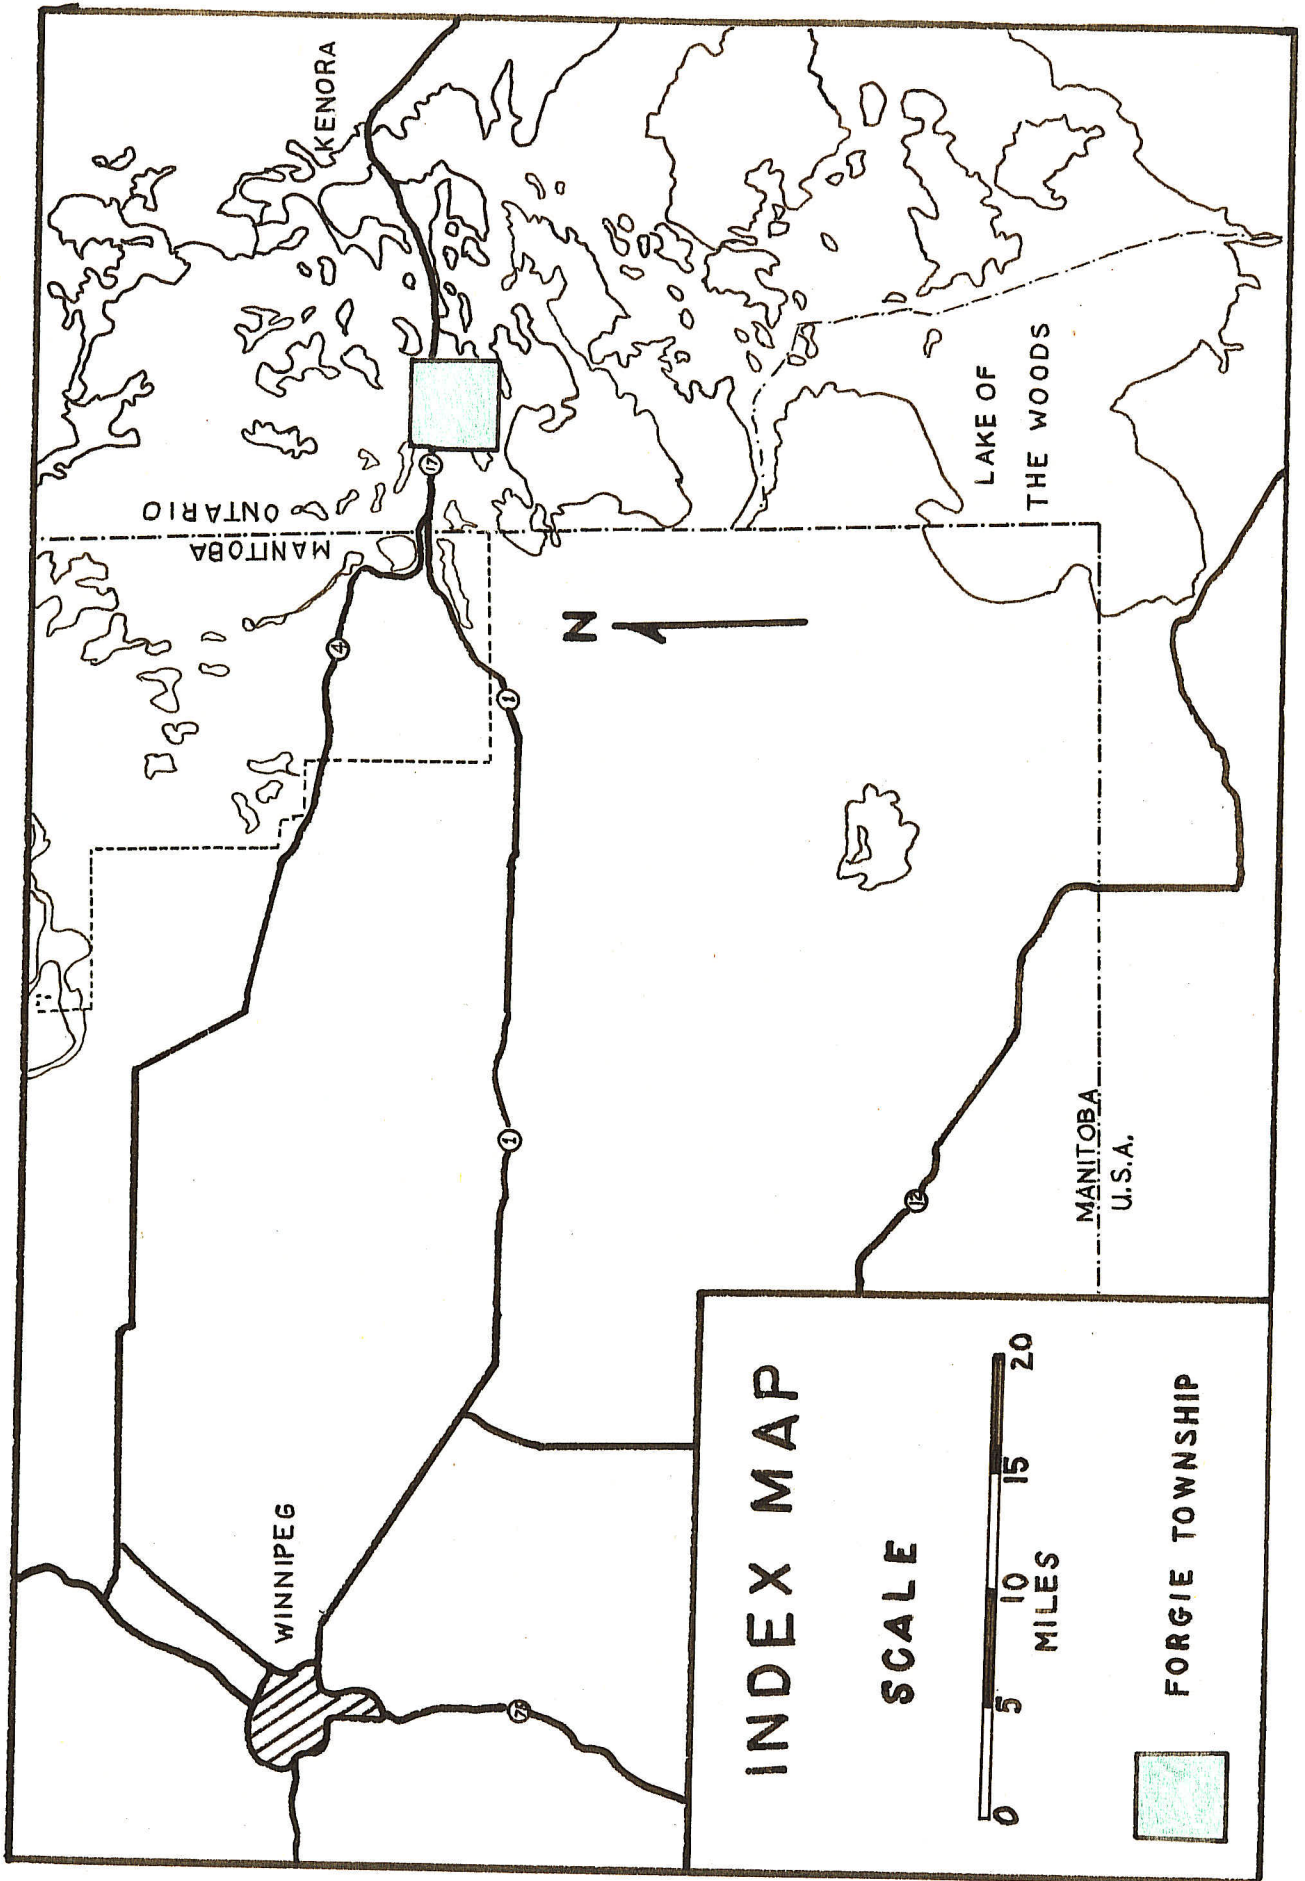 KENORA
ONTARIO
MANITOBA
17
4
1
N
LAKE OF
THE WOODS
1
12
MANITOBA
U.S.A.
WINNIPEG
75
INDEX MAP
SCALE
0 5 10 15 20
MILES
FORGIE TOWNSHIP